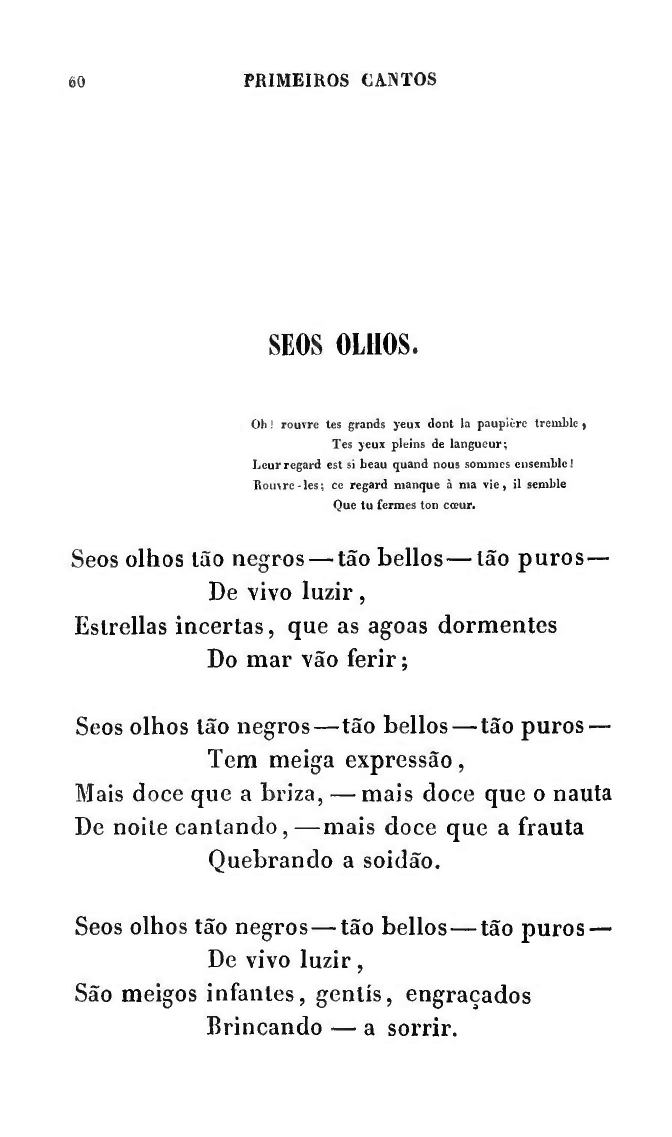 60
PRIMEIROS CANTOS
SEOS OLHOS.
Oh! rouvre tes grands yeux dont la paupière tremble,
Tes yeux pleins de langueur;
Leur regard est si beau quand nous sommes ensemble!
Rouvre-les; ce regard manque à ma vie, il semble
Que tu fermes ton cœur.
Seos olhos tão negros — tão bellos — tão puros —
De vivo luzir,
Estrellas incertas, que as agoas dormentes
Do mar vão ferir;
Seos olhos tão negros — tão bellos — tão puros —
Tem meiga expressão,
Mais doce que a briza, — mais doce que o nauta
De noite cantando, — mais doce que a frauta
Quebrando a soidão.
Seos olhos tão negros — tão bellos — tão puros —
De vivo luzir,
São meigos infantes, gentís, engraçados
Brincando — a sorrir.